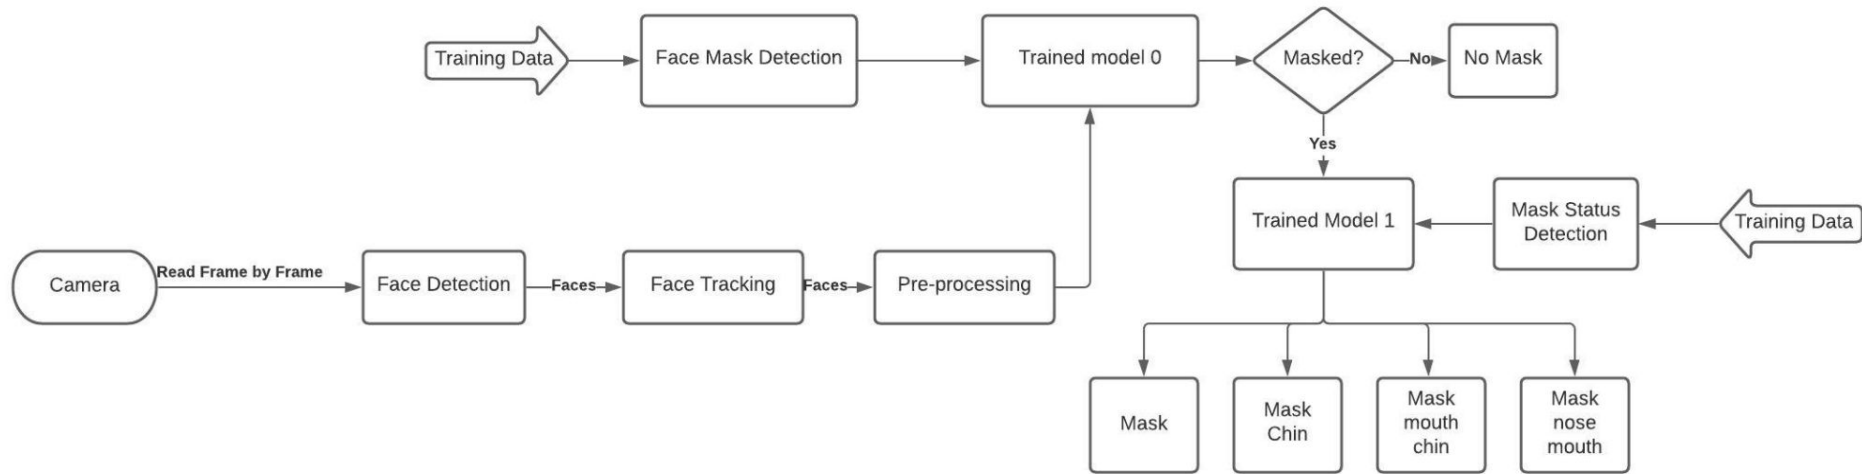 Training Data
Face Mask Detection
Trained model 0
Masked?
No
No Mask
Yes
Trained Model 1
Mask Status
Detection
Training Data
Camera
Read Frame by Frame
Face Detection
Faces
Face Tracking
Faces
Pre-processing
Mask
Mask
Chin
Mask
mouth
chin
Mask
nose
mouth